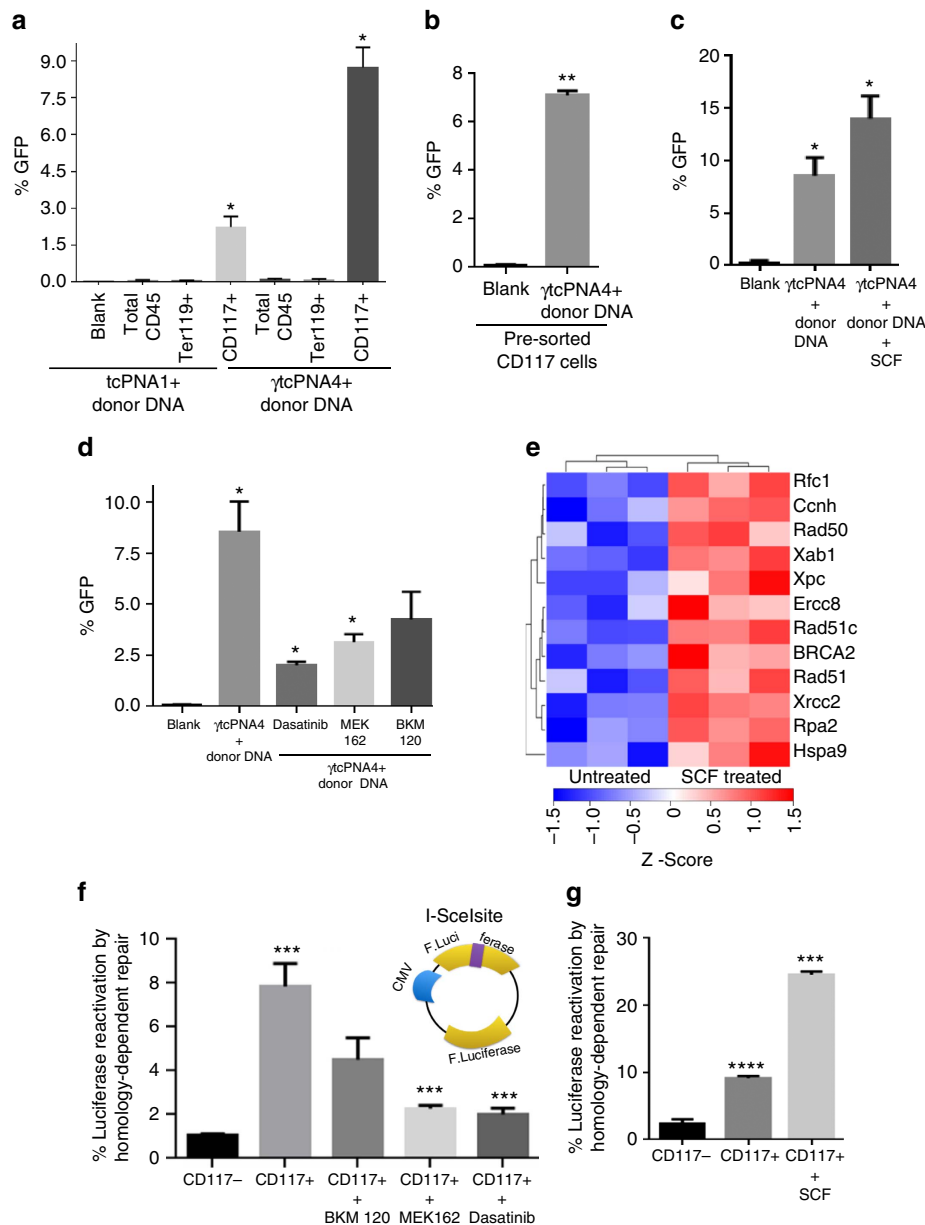 a
% GFP
9.0
7.5
6.0
4.5
3.0
1.5
0.0
*
*
Blank
Total CD45
Ter119+
CD117+
Total CD45
Ter119+
CD117+
tcPNA1+
donor DNA
γtcPNA4+
donor DNA
b
% GFP
8
6
4
2
0
**
Blank
γtcPNA4+
donor DNA
Pre-sorted
CD117 cells
c
% GFP
20
15
10
5
0
*
*
Blank
γtcPNA4
+
donor
DNA
γtcPNA4
+
donor DNA
+
SCF
d
% GFP
10.0
7.5
5.0
2.5
0.0
*
*
*
Blank
γtcPNA4
+
donor DNA
Dasatinib
MEK
162
BKM
120
γtcPNA4+
donor DNA
e
Rfc1
Ccnh
Rad50
Xab1
Xpc
Ercc8
Rad51c
BRCA2
Rad51
Xrcc2
Rpa2
Hspa9
Untreated
SCF treated
−1.5
−1.0
−0.5
0
0.5
1.0
1.5
Z -Score
f
% Luciferase reactivation by
homology-dependent repair
10
8
6
4
2
0
***
***
***
CD117–
CD117+
CD117+
+
BKM 120
CD117+
+
MEK162
CD117+
+
Dasatinib
I-SceIsite
CMV
F.Luci
ferase
F.Luciferase
g
% Luciferase reactivation by
homology-dependent repair
30
20
10
0
****
***
CD117–
CD117+
CD117+
+
SCF